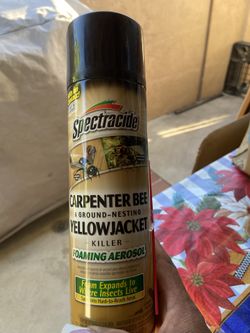 Spectracide
CARPENTER BEE
& GROUND-NESTING
YELLOWJACKET
KILLER
FOAMING AEROSOL
Foam Expands to
Where Insects Live